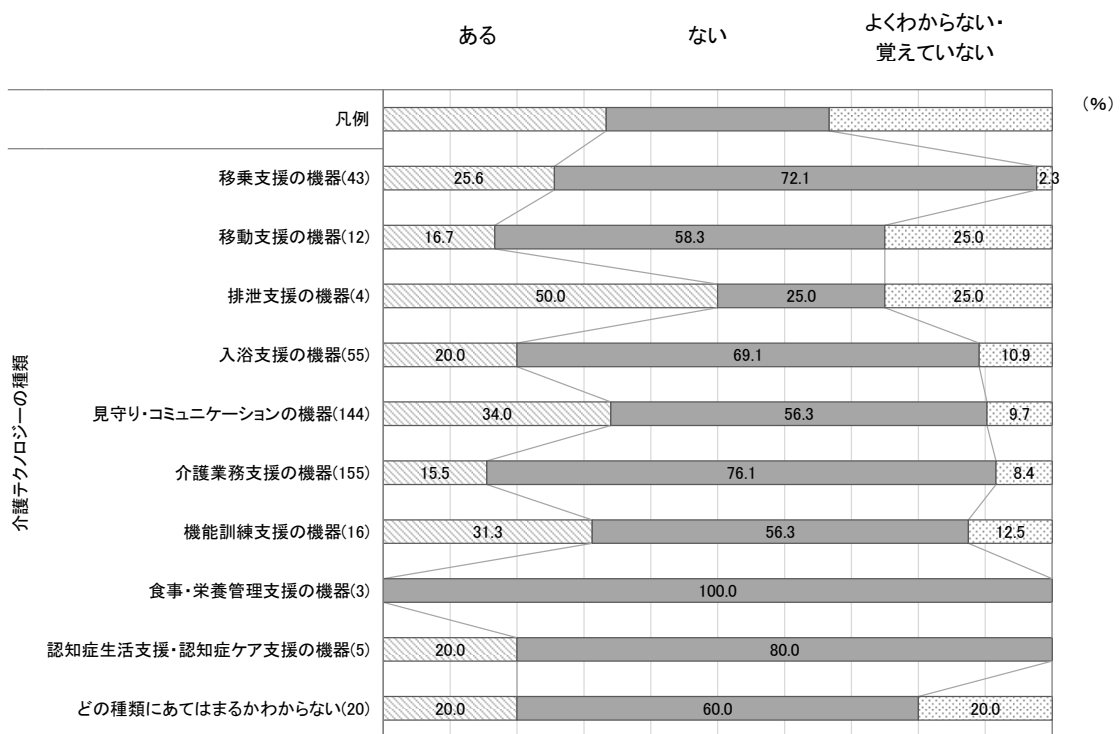 ある
ない
よくわからない・
覚えていない
(%)
凡例
介護テクノロジーの種類
移乗支援の機器(43)
25.6 72.1 2.3
移動支援の機器(12)
16.7 58.3 25.0
排泄支援の機器(4)
50.0 25.0 25.0
入浴支援の機器(55)
20.0 69.1 10.9
見守り・コミュニケーションの機器(144)
34.0 56.3 9.7
介護業務支援の機器(155)
15.5 76.1 8.4
機能訓練支援の機器(16)
31.3 56.3 12.5
食事・栄養管理支援の機器(3)
100.0
認知症生活支援・認知症ケア支援の機器(5)
20.0 80.0
どの種類にあてはまるかわからない(20)
20.0 60.0 20.0